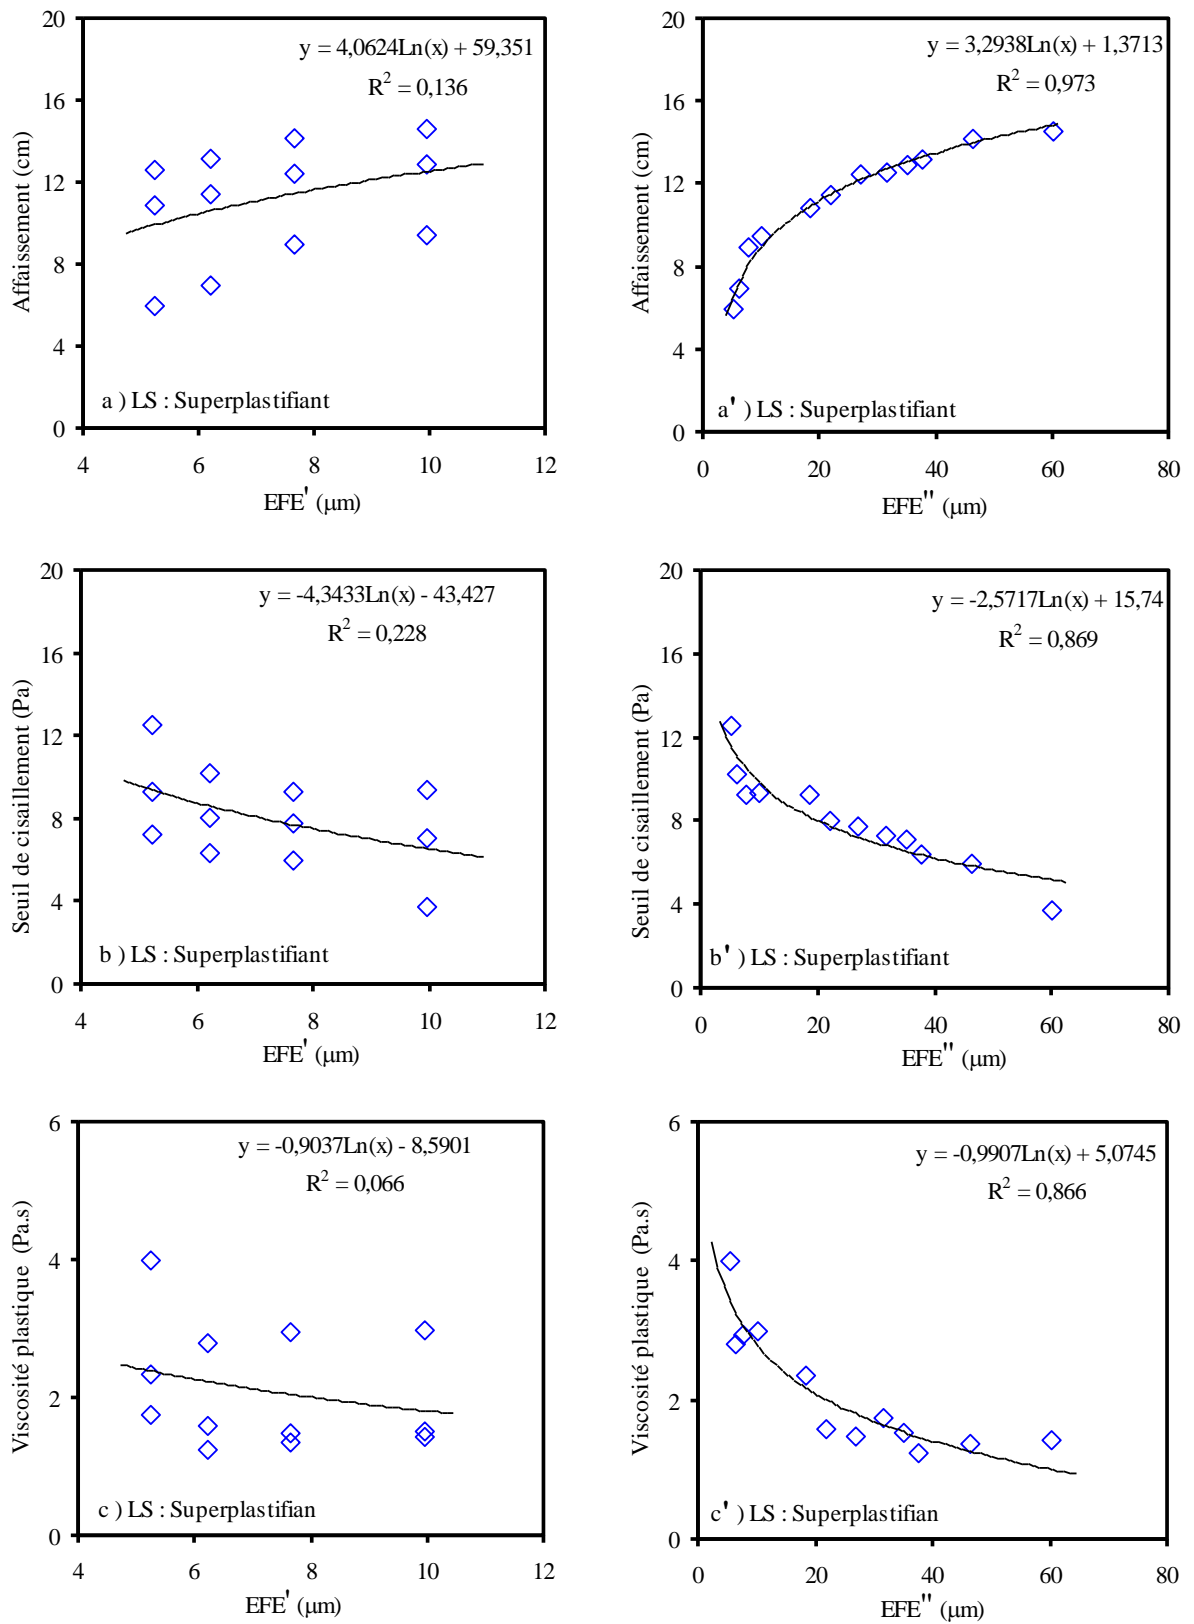 20
16
12
8
4
0
Affaissement (cm)
y = 4,0624Ln(x) + 59,351
R² = 0,136
a ) LS : Superplastifiant
4 6 8 10 12
EFE' (μm)
20
16
12
8
4
0
Affaissement (cm)
y = 3,2938Ln(x) + 1,3713
R² = 0,973
a' ) LS : Superplastifiant
0 20 40 60 80
EFE'' (μm)
20
16
12
8
4
0
Seuil de cisaillement (Pa)
y = -4,3433Ln(x) - 43,427
R² = 0,228
b ) LS : Superplastifiant
4 6 8 10 12
EFE' (μm)
20
16
12
8
4
0
Seuil de cisaillement (Pa)
y = -2,5717Ln(x) + 15,74
R² = 0,869
b' ) LS : Superplastifiant
0 20 40 60 80
EFE'' (μm)
6
4
2
0
Viscosité plastique (Pa.s)
y = -0,9037Ln(x) - 8,5901
R² = 0,066
c ) LS : Superplastifian
4 6 8 10 12
EFE' (μm)
6
4
2
0
Viscosité plastique (Pa.s)
y = -0,9907Ln(x) + 5,0745
R² = 0,866
c' ) LS : Superplastifian
0 20 40 60 80
EFE'' (μm)